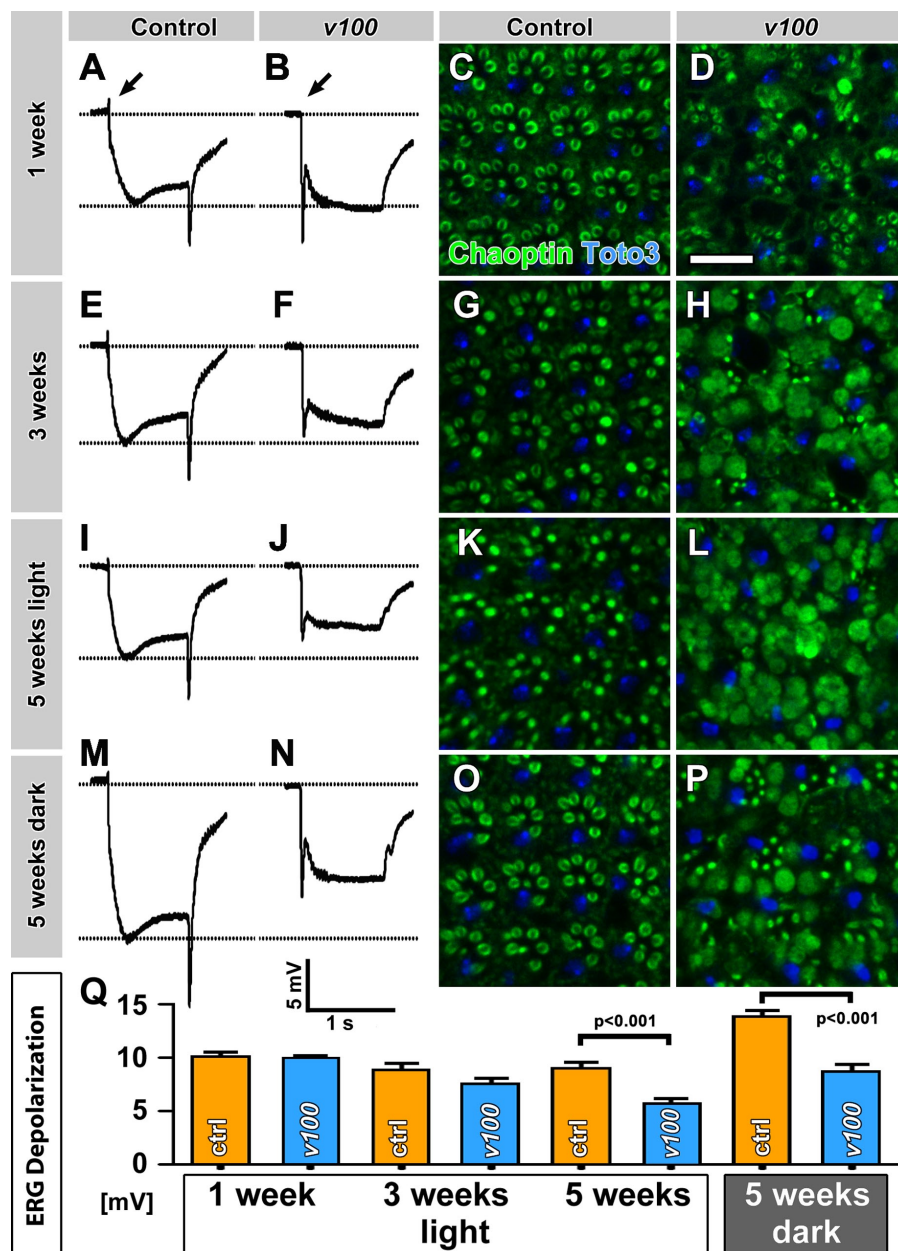 Control
v100
Control
v100
1 week
A
B
C
D
Chaoptin Toto3
3 weeks
E
F
G
H
5 weeks light
I
J
K
L
5 weeks dark
M
N
O
P
5 mV
1 s
Q
ERG Depolarization
[mV]
15
10
5
0
p<0.001
p<0.001
ctrl
v100
ctrl
v100
ctrl
v100
ctrl
v100
1 week
3 weeks
5 weeks
light
5 weeks
dark